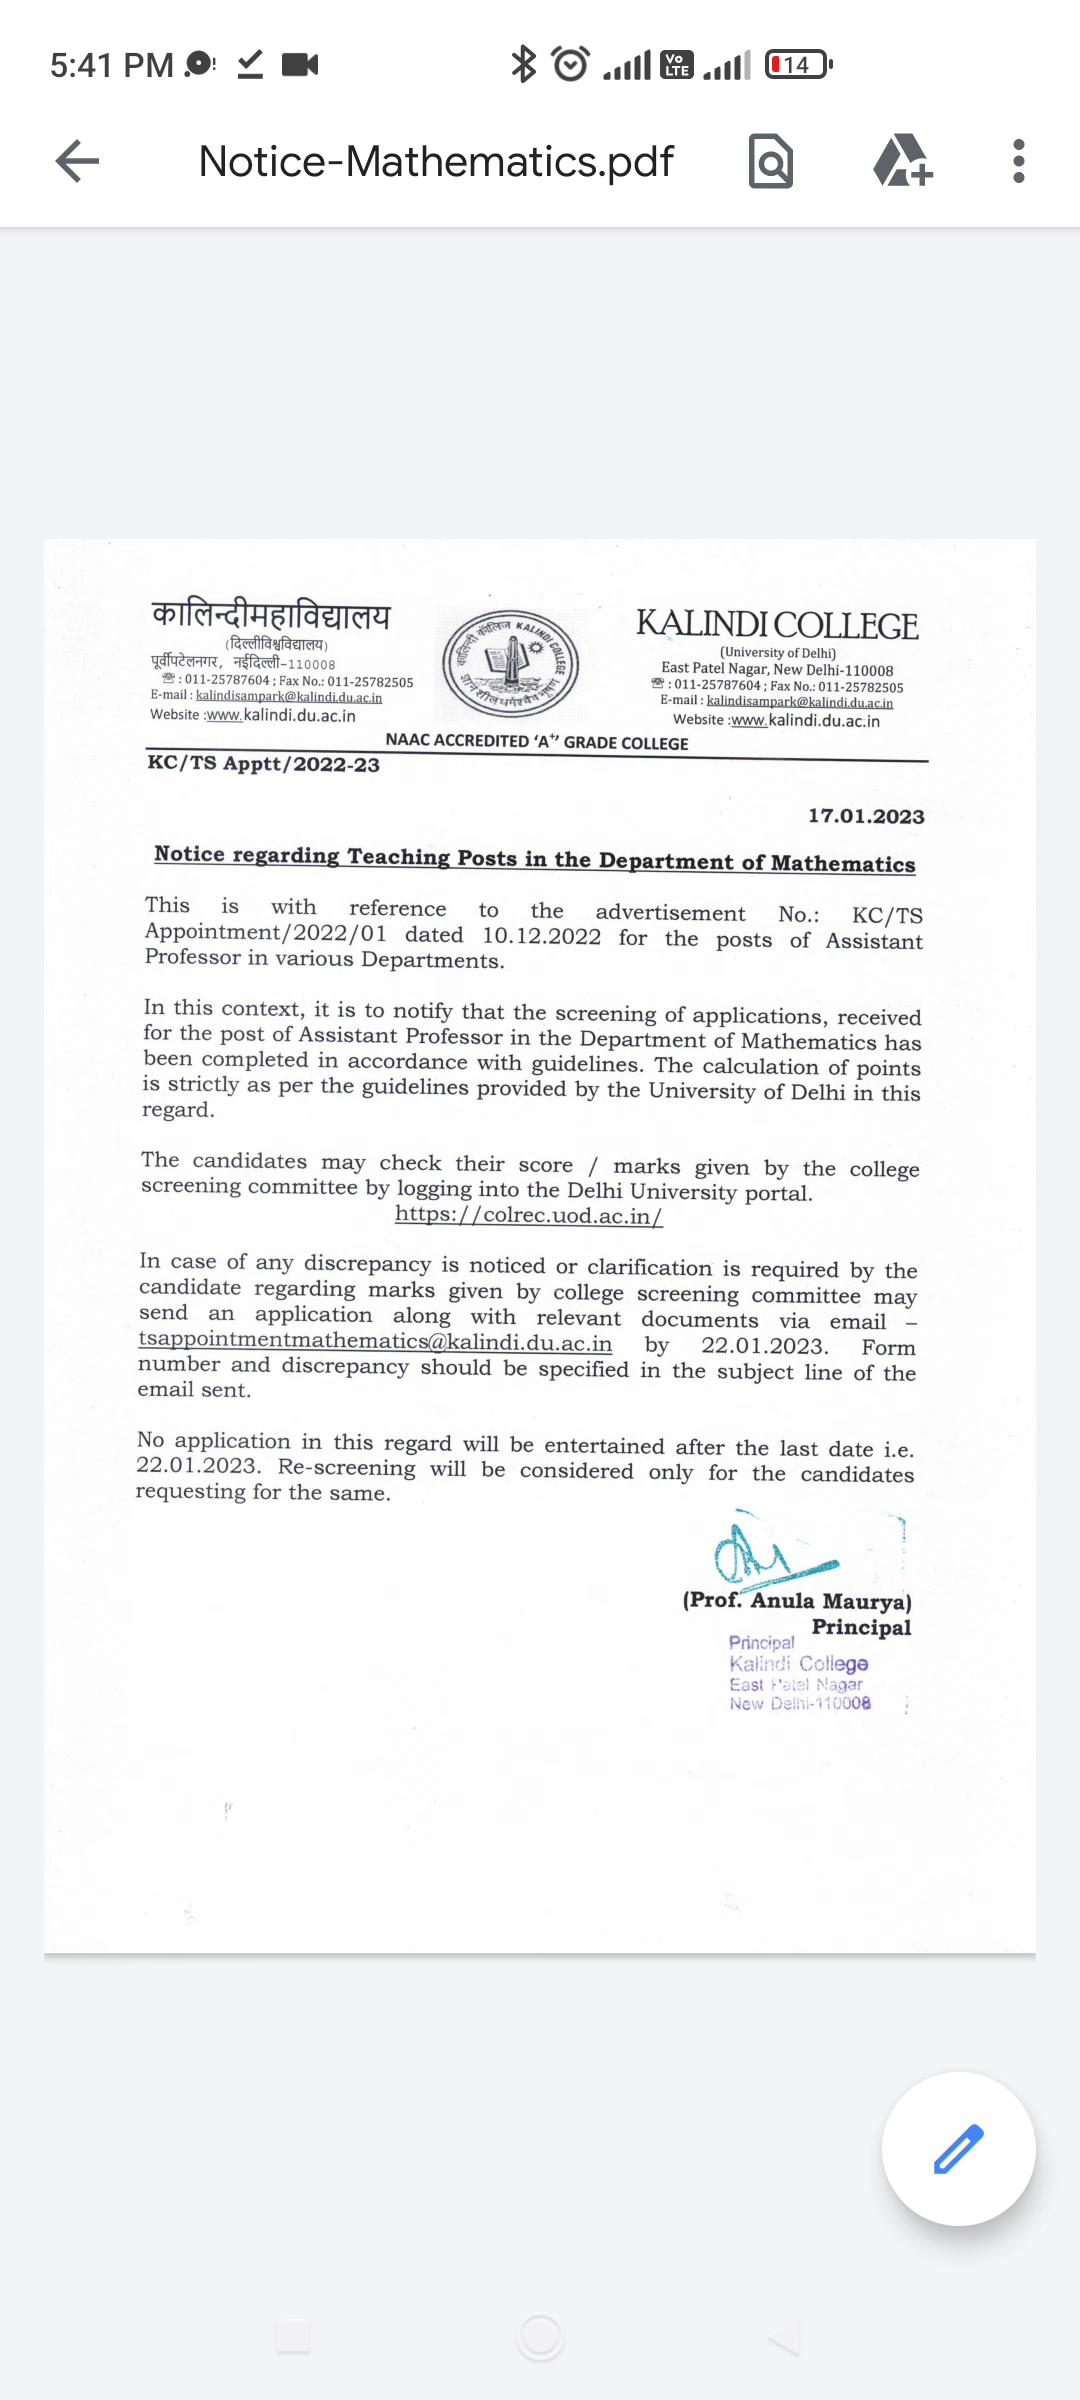 5:41 PM
Vo LTE
14
Notice-Mathematics.pdf
कालिन्दीमहाविद्यालय
(दिल्लीविश्वविद्यालय)
पूर्वीपटेलनगर, नईदिल्ली-110008
☎ : 011-25787604 ; Fax No.: 011-25782505
E-mail : kalindisampark@kalindi.du.ac.in
Website :www.kalindi.du.ac.in
कालिन्दी कॉलिज KALINDI COLLEGE
KALINDI COLLEGE
(University of Delhi)
East Patel Nagar, New Delhi-110008
☎ : 011-25787604 ; Fax No.: 011-25782505
E-mail : kalindisampark@kalindi.du.ac.in
Website :www.kalindi.du.ac.in
NAAC ACCREDITED ‘A+’ GRADE COLLEGE
KC/TS Apptt/2022-23
17.01.2023
Notice regarding Teaching Posts in the Department of Mathematics
This is with reference to the advertisement No.: KC/TS
Appointment/2022/01 dated 10.12.2022 for the posts of Assistant
Professor in various Departments.
In this context, it is to notify that the screening of applications, received
for the post of Assistant Professor in the Department of Mathematics has
been completed in accordance with guidelines. The calculation of points
is strictly as per the guidelines provided by the University of Delhi in this
regard.
The candidates may check their score / marks given by the college
screening committee by logging into the Delhi University portal.
https://colrec.uod.ac.in/
In case of any discrepancy is noticed or clarification is required by the
candidate regarding marks given by college screening committee may
send an application along with relevant documents via email –
tsappointmentmathematics@kalindi.du.ac.in by 22.01.2023. Form
number and discrepancy should be specified in the subject line of the
email sent.
No application in this regard will be entertained after the last date i.e.
22.01.2023. Re-screening will be considered only for the candidates
requesting for the same.
(Prof. Anula Maurya)
Principal
Principal
Kalindi College
East Patel Nagar
New Delhi-110008